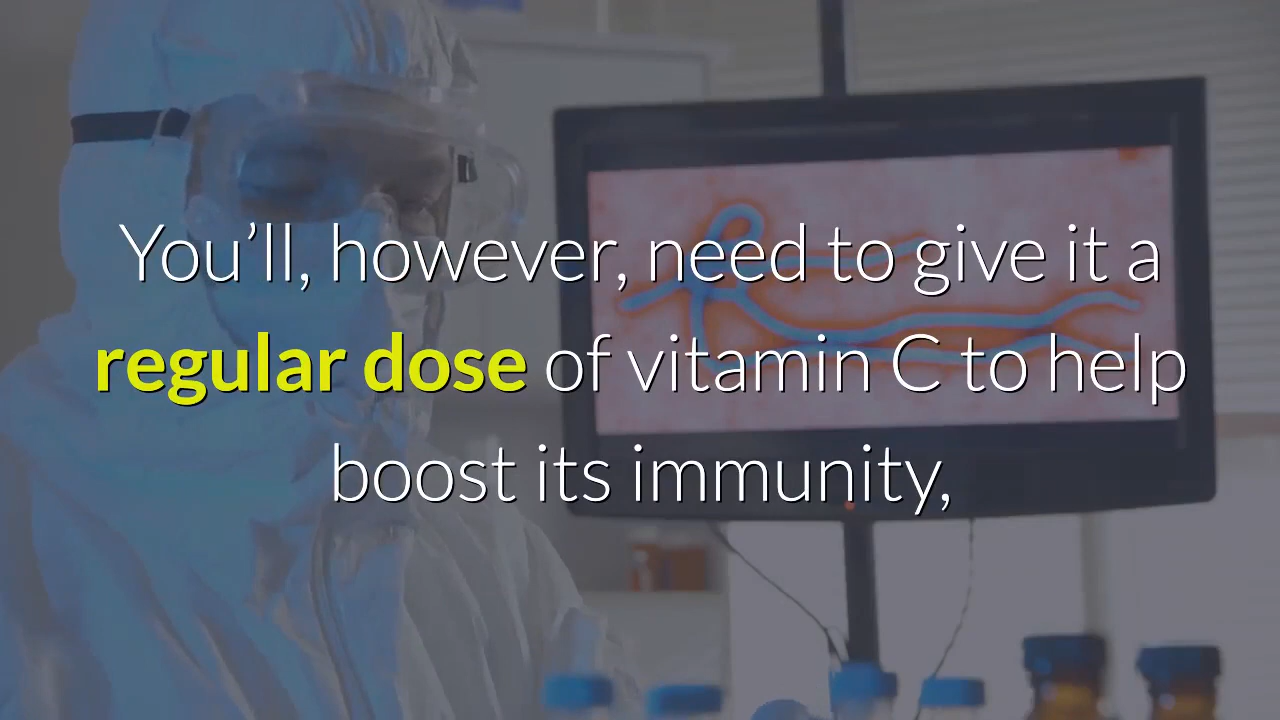 You’ll, however, need to give it a
regular dose of vitamin C to help
boost its immunity,